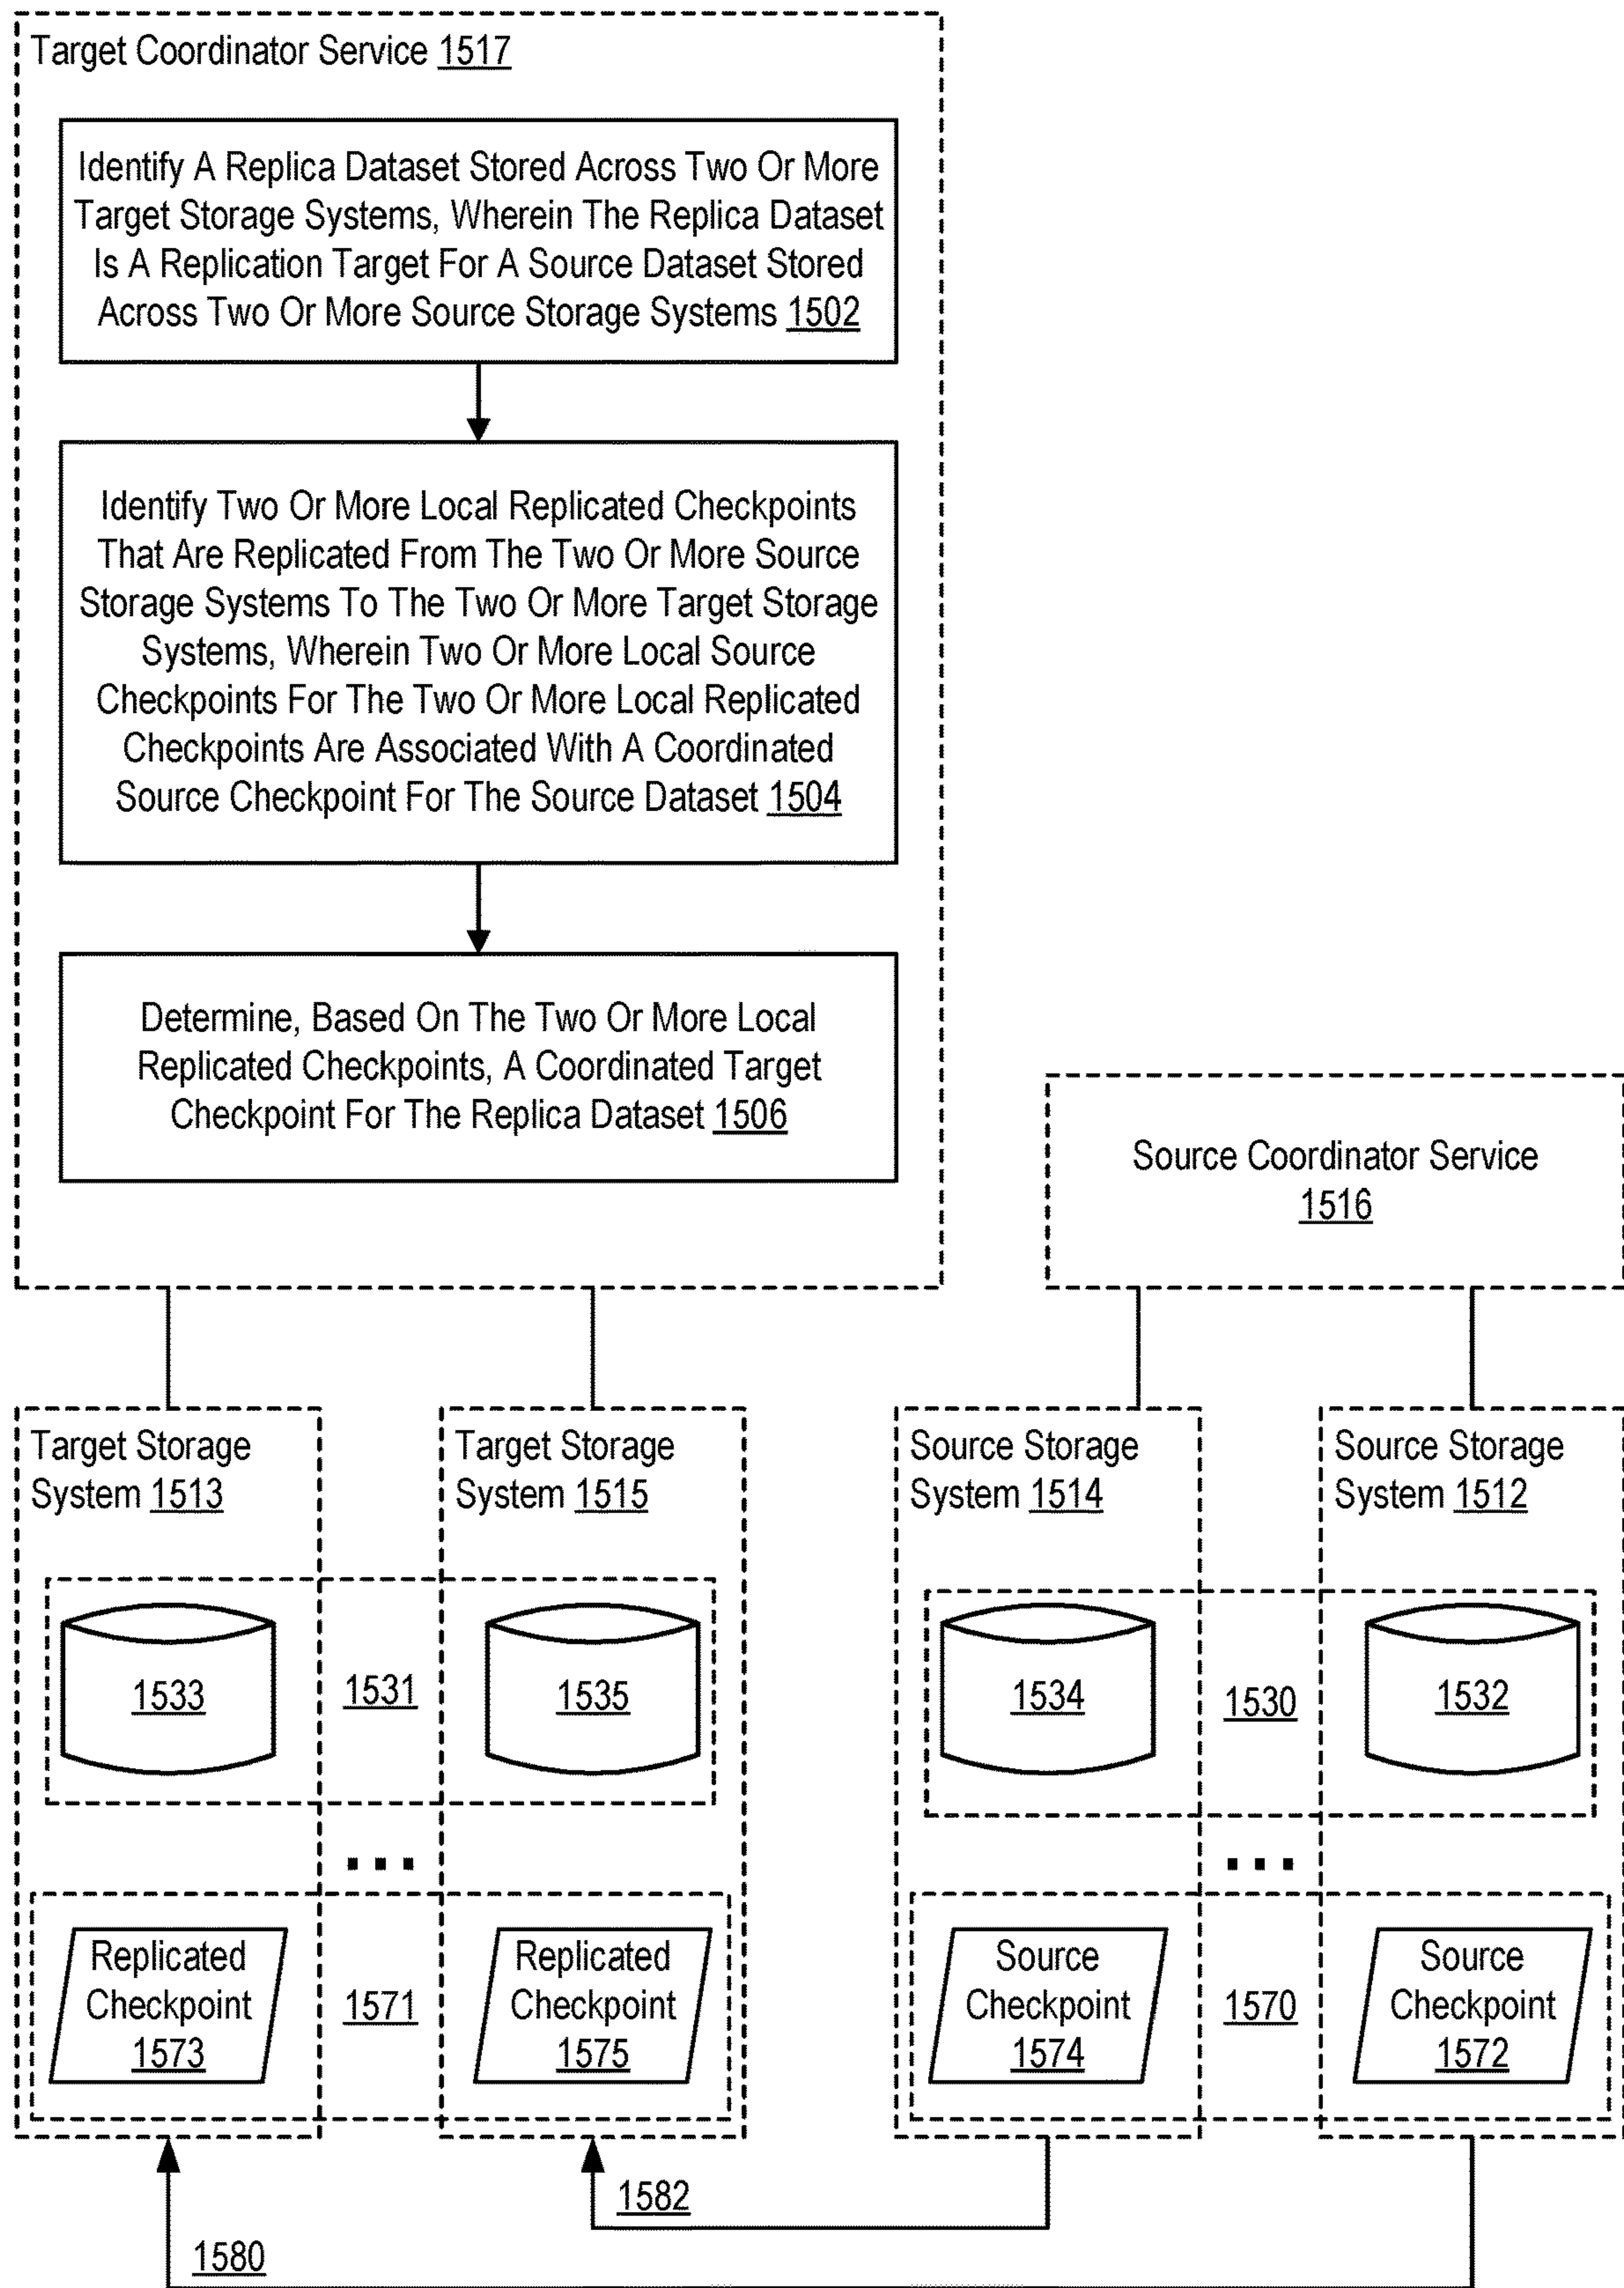 Target Coordinator Service 1517
Identify A Replica Dataset Stored Across Two Or More
Target Storage Systems, Wherein The Replica Dataset
Is A Replication Target For A Source Dataset Stored
Across Two Or More Source Storage Systems 1502
Identify Two Or More Local Replicated Checkpoints
That Are Replicated From The Two Or More Source
Storage Systems To The Two Or More Target Storage
Systems, Wherein Two Or More Local Source
Checkpoints For The Two Or More Local Replicated
Checkpoints Are Associated With A Coordinated
Source Checkpoint For The Source Dataset 1504
Determine, Based On The Two Or More Local
Replicated Checkpoints, A Coordinated Target
Checkpoint For The Replica Dataset 1506
Source Coordinator Service
1516
Target Storage
System 1513
Target Storage
System 1515
Source Storage
System 1514
Source Storage
System 1512
1533
1531
1535
1534
1530
1532
Replicated
Checkpoint
1573
1571
Replicated
Checkpoint
1575
Source
Checkpoint
1574
1570
Source
Checkpoint
1572
1582
1580